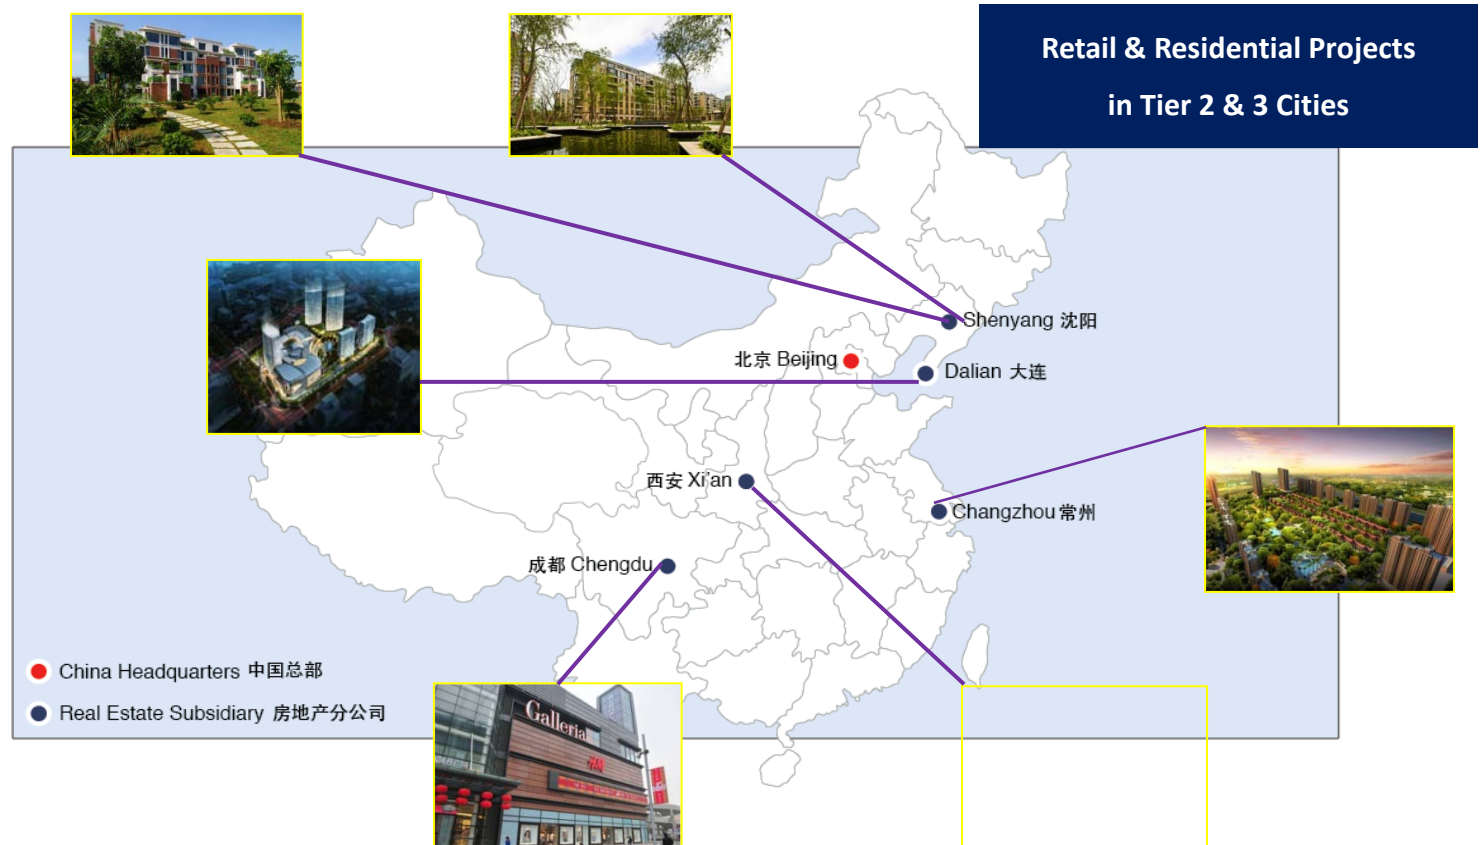 Retail & Residential Projects
in Tier 2 & 3 Cities
Shenyang 沈阳
北京 Beijing
Dalian 大连
西安 Xi'an
Changzhou 常州
成都 Chengdu
China Headquarters 中国总部
Real Estate Subsidiary 房地产分公司
Galleria
H&M